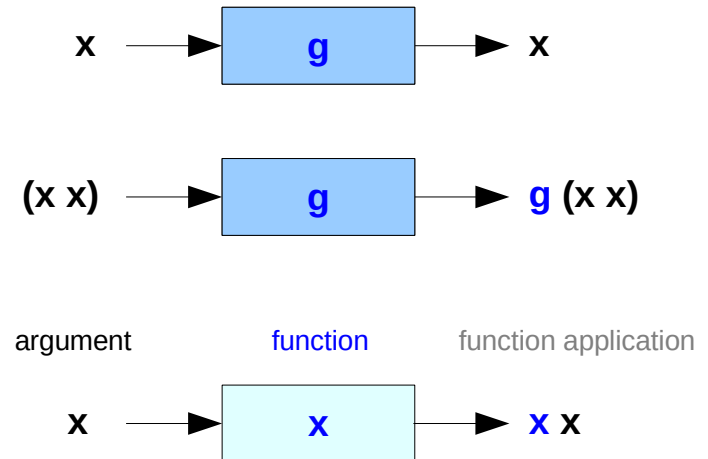 x g x
(x x) g g (x x)
argument function function application
x x x x